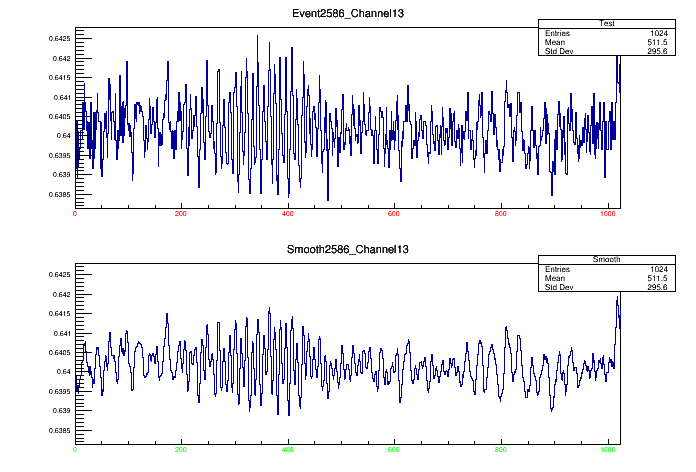 Event2586_Channel13
Test
Entries 1024
Mean 511.5
Std Dev 295.6
0.6425
0.642
0.6415
0.641
0.6405
0.64
0.6395
0.639
0.6385
0 200 400 600 800 1000
Smooth2586_Channel13
Smooth
Entries 1024
Mean 511.5
Std Dev 295.6
0.6425
0.642
0.6415
0.641
0.6405
0.64
0.6395
0.639
0.6385
0 200 400 600 800 1000